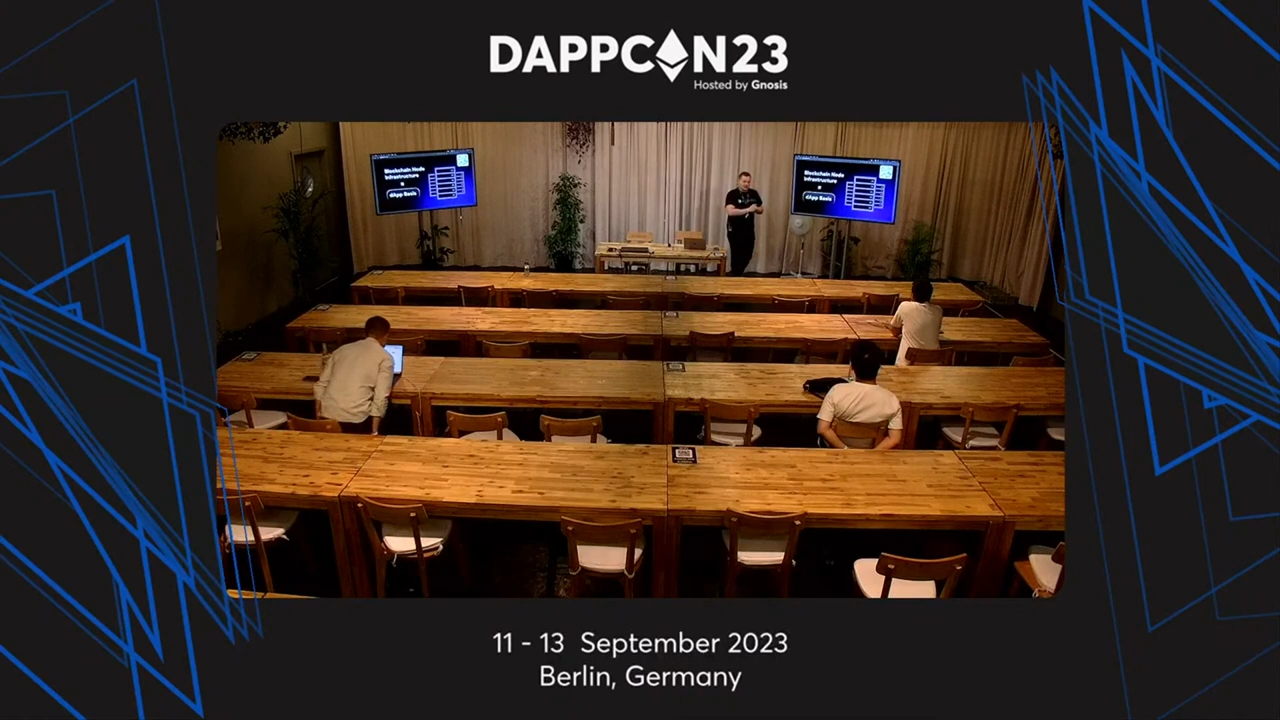 DAPPCON23
Hosted by Gnosis
Blockchain Node
Infrastructure
dApp Basis
Blockchain Node
Infrastructure
dApp Basis
11 - 13 September 2023
Berlin, Germany